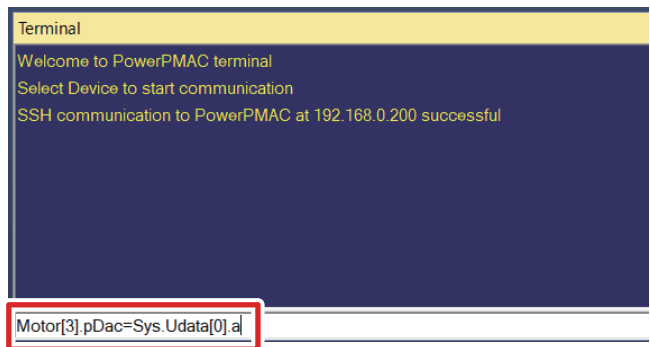 Terminal
Welcome to PowerPMAC terminal
Select Device to start communication
SSH communication to PowerPMAC at 192.168.0.200 successful
Motor[3].pDac=Sys.Udata[0].a